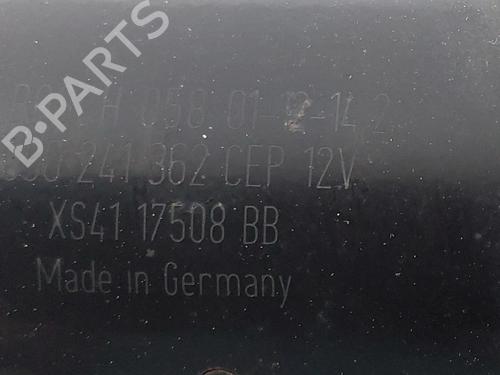 B-PARTS
058 01-12-14 2
241 362 CEP 12V
XS41 17508 BB
Made in Germany